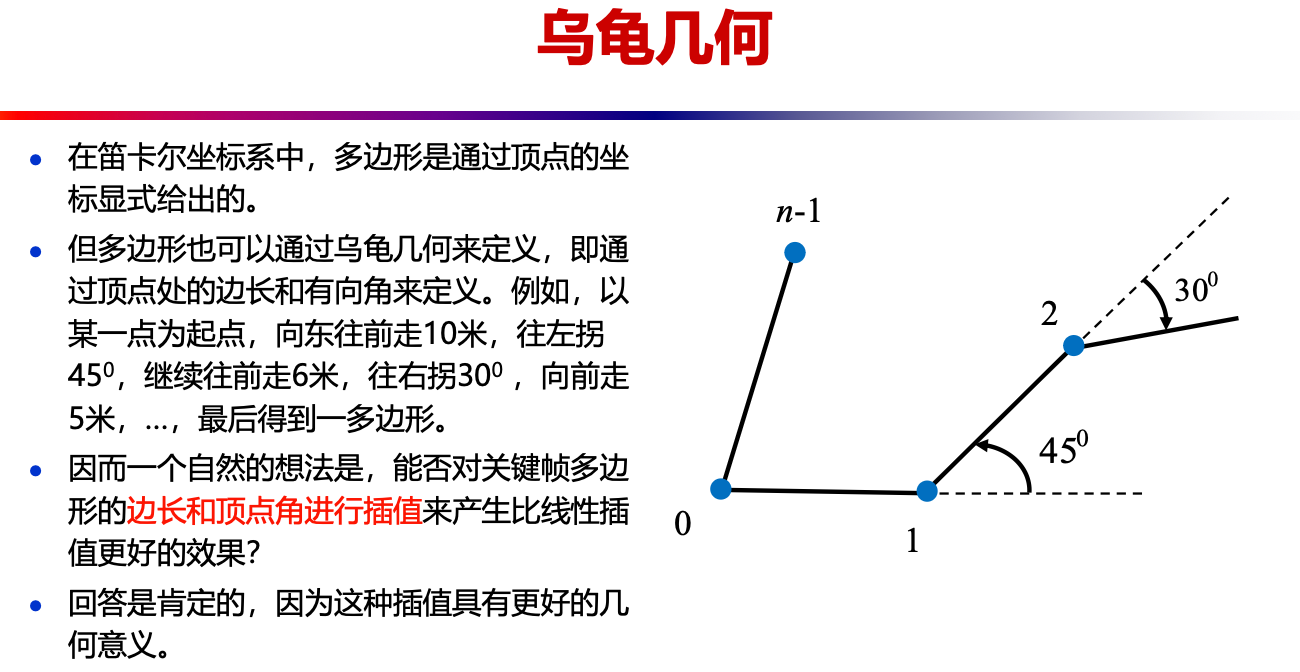 乌龟几何
在笛卡尔坐标系中，多边形是通过顶点的坐
标显式给出的。
但多边形也可以通过乌龟几何来定义，即通
过顶点处的边长和有向角来定义。例如，以
某一点为起点，向东往前走10米，往左拐
45⁰，继续往前走6米，往右拐30⁰ ，向前走
5米，…，最后得到一多边形。
因而一个自然的想法是，能否对关键帧多边
形的边长和顶点角进行插值来产生比线性插
值更好的效果？
回答是肯定的，因为这种插值具有更好的几
何意义。
n-1
30⁰
2
45⁰
0
1